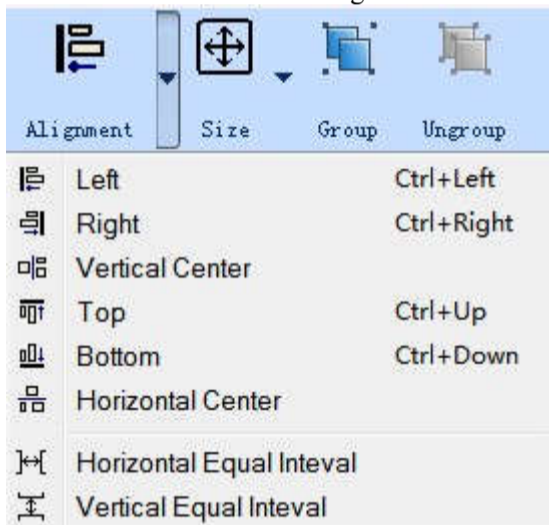 Alignment Size Group Ungroup
Left Ctrl+Left
Right Ctrl+Right
Vertical Center
Top Ctrl+Up
Bottom Ctrl+Down
Horizontal Center
Horizontal Equal Inteval
Vertical Equal Inteval